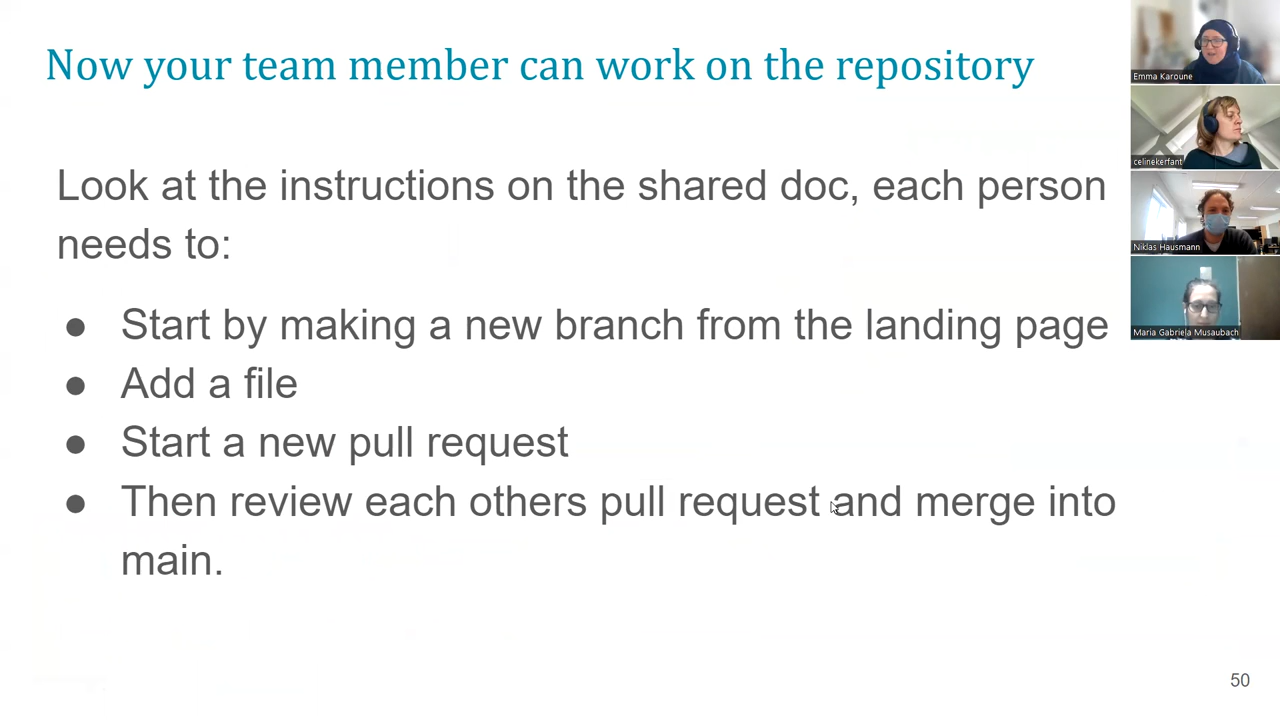 Now your team member can work on the repository
Emma Karoune
celinekerfant
Niklas Hausmann
Maria Gabriela Musaubach
Look at the instructions on the shared doc, each person
needs to:
● Start by making a new branch from the landing page
● Add a file
● Start a new pull request
● Then review each others pull request and merge into
main.
50